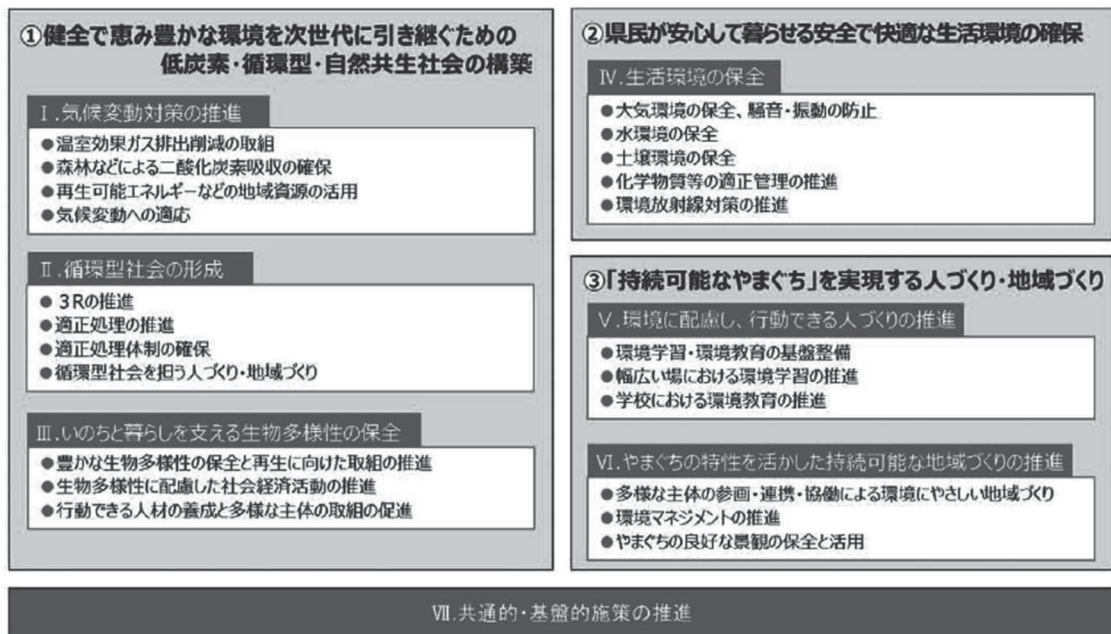 ①健全で恵み豊かな環境を次世代に引き継ぐための
低炭素・循環型・自然共生社会の構築
Ⅰ.気候変動対策の推進
●温室効果ガス排出削減の取組
●森林などによる二酸化炭素吸収の確保
●再生可能エネルギーなどの地域資源の活用
●気候変動への適応
Ⅱ.循環型社会の形成
●3Rの推進
●適正処理の推進
●適正処理体制の確保
●循環型社会を担う人づくり・地域づくり
Ⅲ.いのちと暮らしを支える生物多様性の保全
●豊かな生物多様性の保全と再生に向けた取組の推進
●生物多様性に配慮した社会経済活動の推進
●行動できる人材の養成と多様な主体の取組の促進
②県民が安心して暮らせる安全で快適な生活環境の確保
Ⅳ.生活環境の保全
●大気環境の保全、騒音・振動の防止
●水環境の保全
●土壌環境の保全
●化学物質等の適正管理の推進
●環境放射線対策の推進
③「持続可能なやまぐち」を実現する人づくり・地域づくり
Ⅴ.環境に配慮し、行動できる人づくりの推進
●環境学習・環境教育の基盤整備
●幅広い場における環境学習の推進
●学校における環境教育の推進
Ⅵ.やまぐちの特性を活かした持続可能な地域づくりの推進
●多様な主体の参画・連携・協働による環境にやさしい地域づくり
●環境マネジメントの推進
●やまぐちの良好な景観の保全と活用
Ⅶ.共通的・基盤的施策の推進